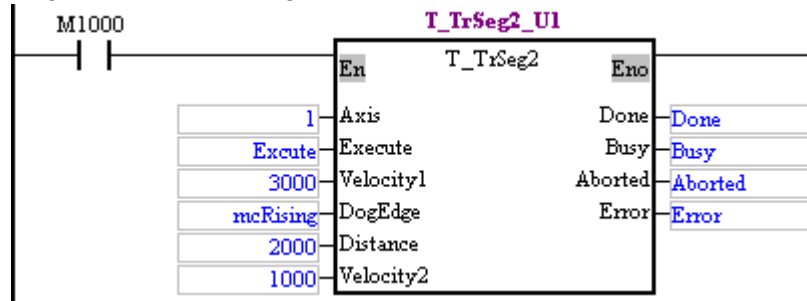 M1000
T_TrSeg2_U1
En T_TrSeg2 Eno
1 Axis Done Done
Excute Execute Busy Busy
3000 Velocity1 Aborted Aborted
mcRising DogEdge Error Error
2000 Distance
1000 Velocity2